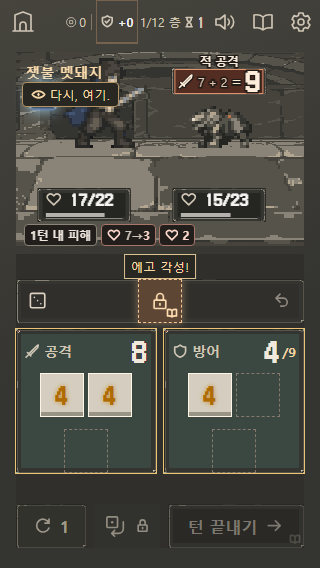 0 +0 1/12 층 1
적 공격
7 + 2 = 9
잿불 멧돼지
다시, 여기.
17/22 15/23
1턴 내 피해 7→3 2
에고 각성!
공격 8 방어 4/9
4 4 4
1 턴 끝내기 →